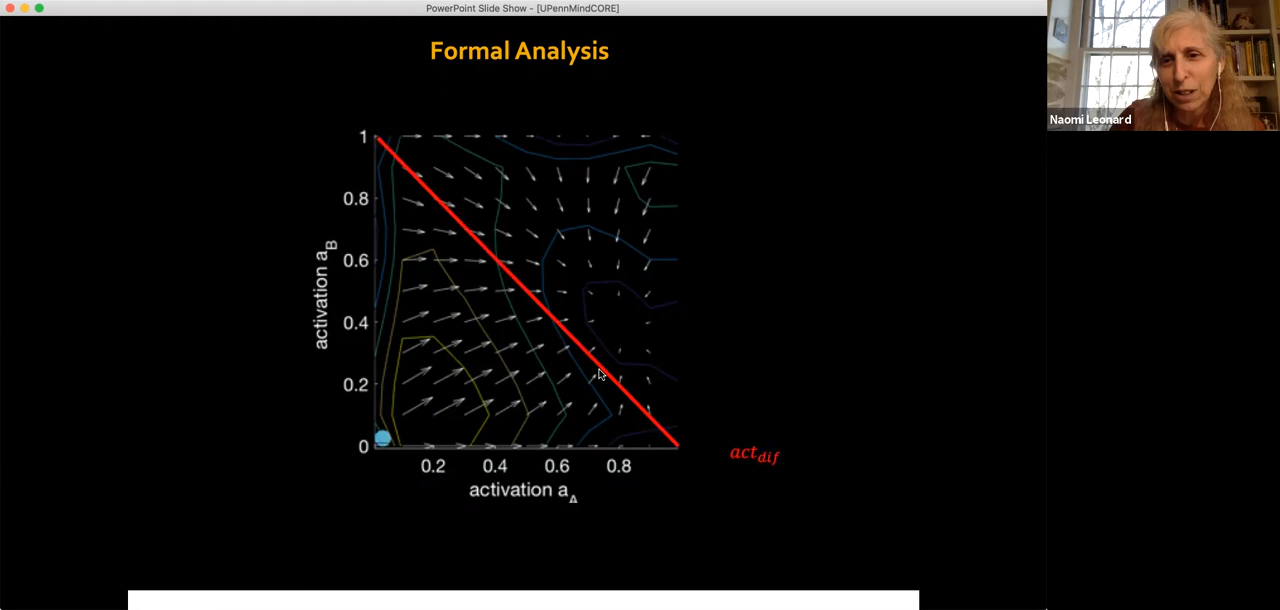 PowerPoint Slide Show - [UPennMindCORE]
Formal Analysis
Naomi Leonard
1
0.8
0.6
0.4
0.2
0
activation a_B
0.2 0.4 0.6 0.8
activation a_A
act_dif